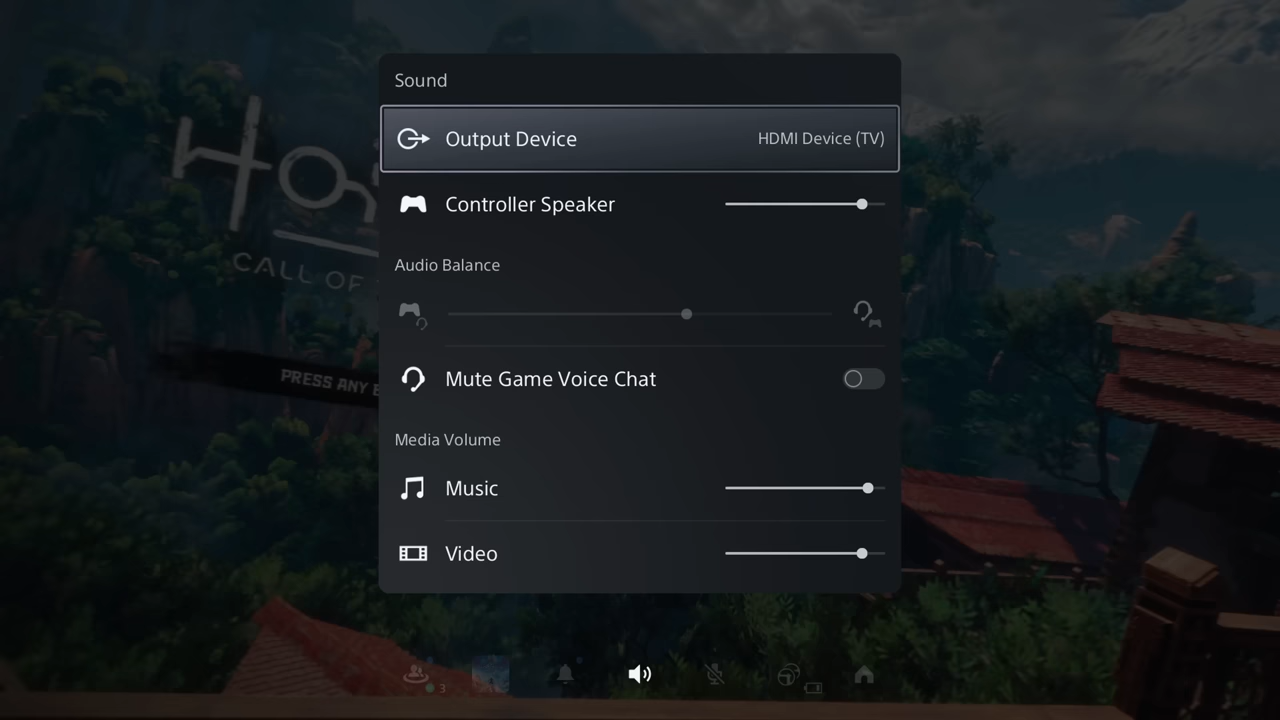 Sound
Output Device HDMI Device (TV)
Controller Speaker
Audio Balance
Mute Game Voice Chat
Media Volume
Music
Video
CALL OF
PRESS ANY
3